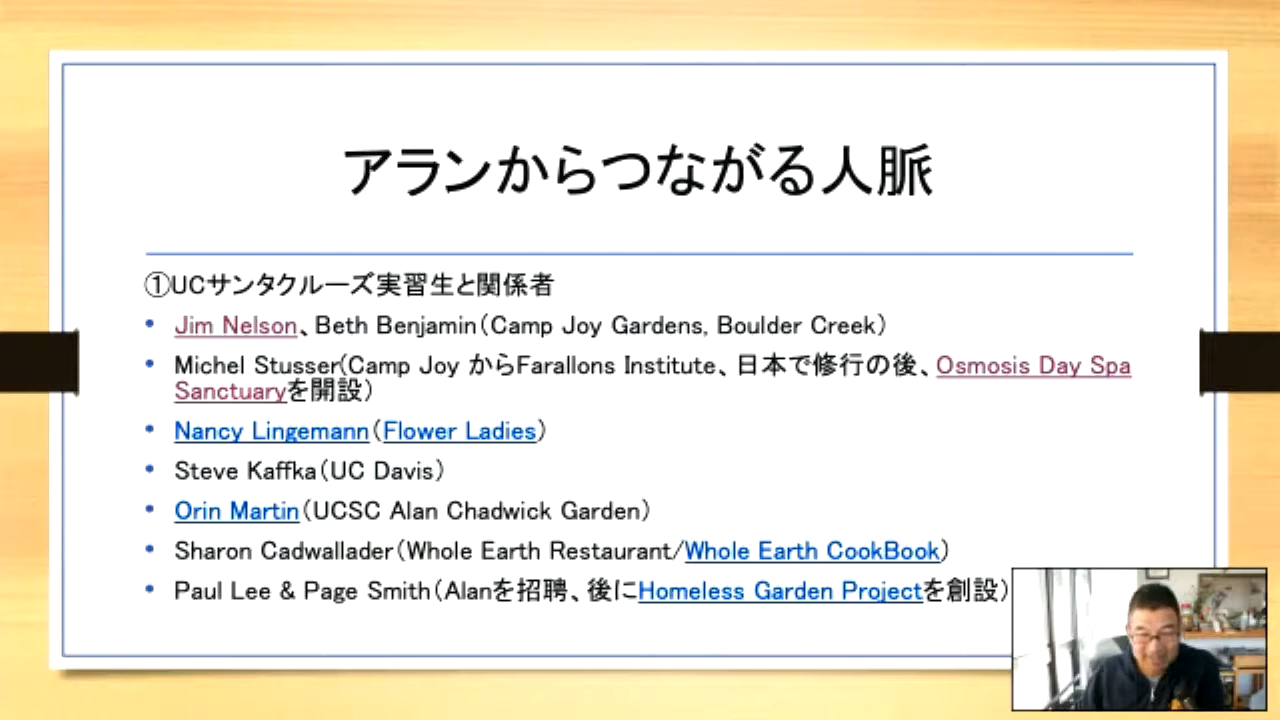 アランからつながる人脈
①UCサンタクルーズ実習生と関係者
• Jim Nelson、Beth Benjamin（Camp Joy Gardens, Boulder Creek）
• Michel Stusser(Camp Joy からFarallons Institute、日本で修行の後、Osmosis Day Spa
Sanctuaryを開設）
• Nancy Lingemann（Flower Ladies）
• Steve Kaffka（UC Davis）
• Orin Martin（UCSC Alan Chadwick Garden）
• Sharon Cadwallader（Whole Earth Restaurant/Whole Earth CookBook）
• Paul Lee & Page Smith（Alanを招聘、後にHomeless Garden Projectを創設）